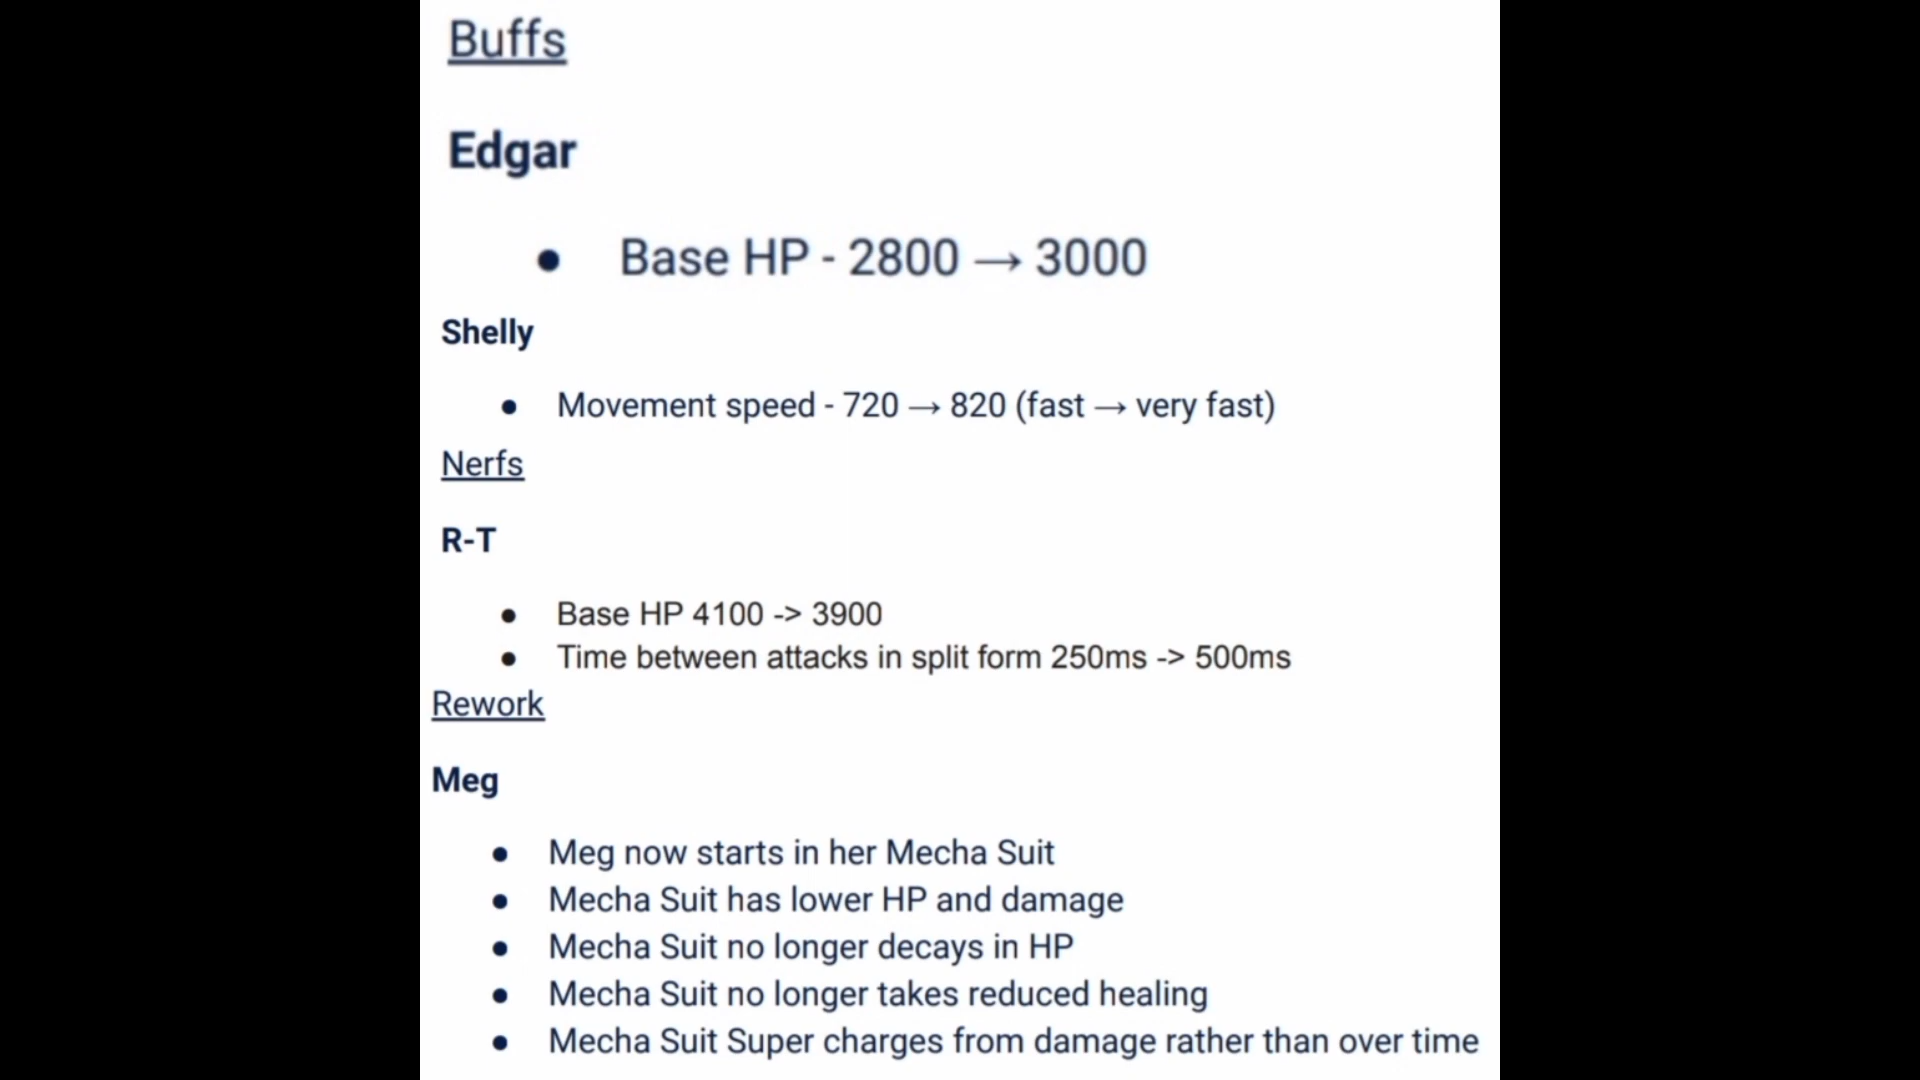 Buffs
Edgar
● Base HP - 2800 → 3000
Shelly
● Movement speed - 720 → 820 (fast → very fast)
Nerfs
R-T
● Base HP 4100 -> 3900
● Time between attacks in split form 250ms -> 500ms
Rework
Meg
● Meg now starts in her Mecha Suit
● Mecha Suit has lower HP and damage
● Mecha Suit no longer decays in HP
● Mecha Suit no longer takes reduced healing
● Mecha Suit Super charges from damage rather than over time